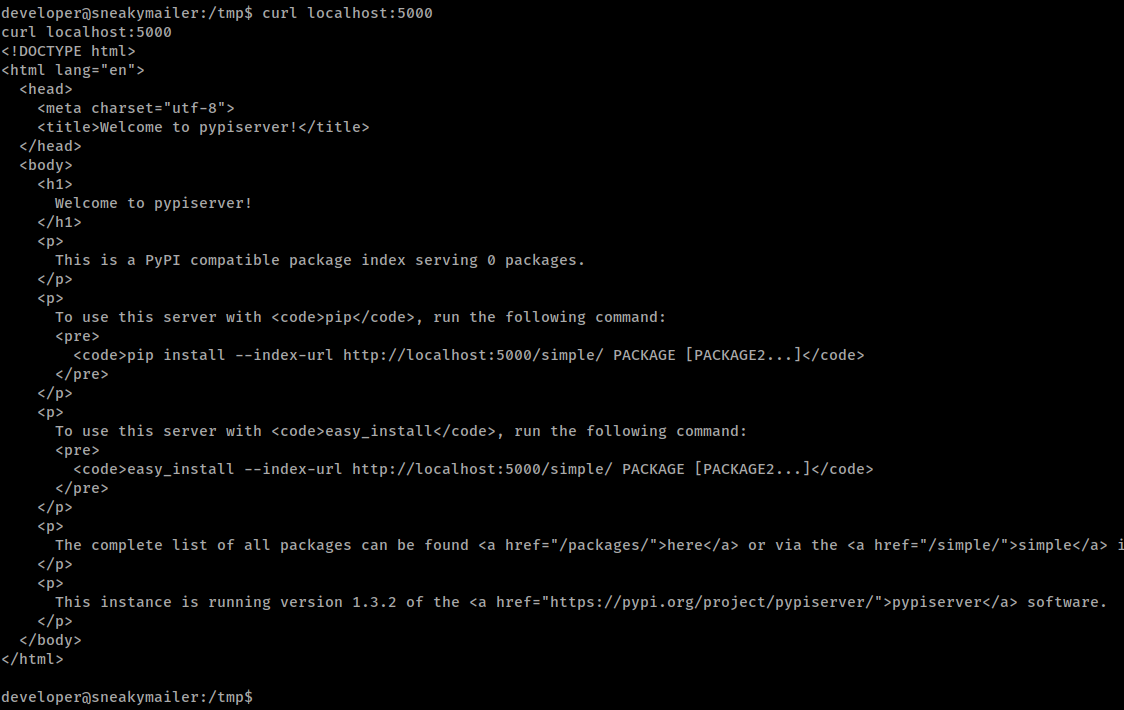 developer@sneakymailer:/tmp$ curl localhost:5000
curl localhost:5000
<!DOCTYPE html>
<html lang="en">
  <head>
    <meta charset="utf-8">
    <title>Welcome to pypiserver!</title>
  </head>
  <body>
    <h1>
      Welcome to pypiserver!
    </h1>
    <p>
      This is a PyPI compatible package index serving 0 packages.
    </p>
    <p>
      To use this server with <code>pip</code>, run the following command:
      <pre>
        <code>pip install --index-url http://localhost:5000/simple/ PACKAGE [PACKAGE2...]</code>
      </pre>
    </p>
    <p>
      To use this server with <code>easy_install</code>, run the following command:
      <pre>
        <code>easy_install --index-url http://localhost:5000/simple/ PACKAGE [PACKAGE2...]</code>
      </pre>
    </p>
    <p>
      The complete list of all packages can be found <a href="/packages/">here</a> or via the <a href="/simple/">simple</a> i
    </p>
    <p>
      This instance is running version 1.3.2 of the <a href="https://pypi.org/project/pypiserver/">pypiserver</a> software.
    </p>
  </body>
</html>

developer@sneakymailer:/tmp$